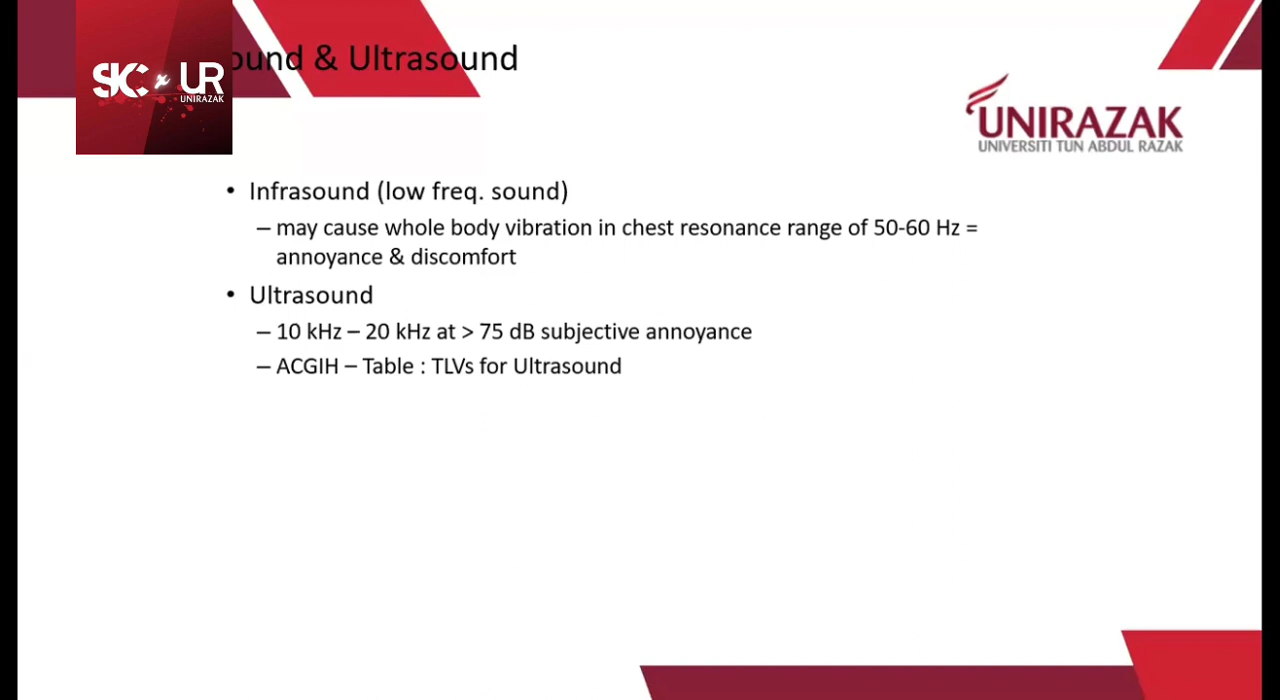 SIC x UR
UNIRAZAK
ound & Ultrasound
UNIRAZAK
UNIVERSITI TUN ABDUL RAZAK
• Infrasound (low freq. sound)
– may cause whole body vibration in chest resonance range of 50-60 Hz =
annoyance & discomfort
• Ultrasound
– 10 kHz – 20 kHz at > 75 dB subjective annoyance
– ACGIH – Table : TLVs for Ultrasound